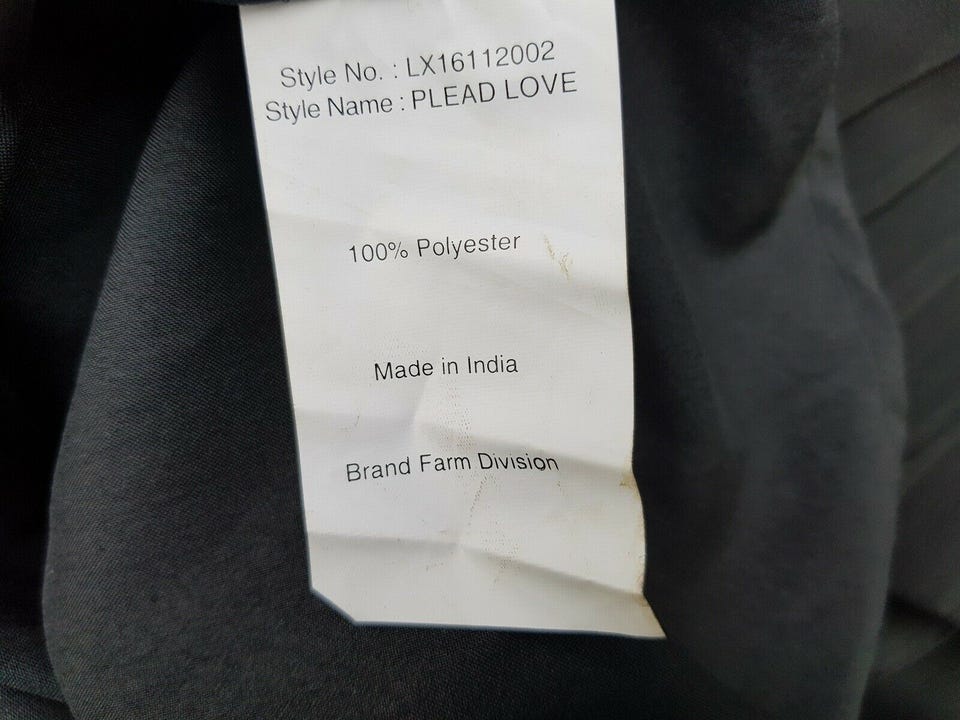 Style No. : LX16112002
Style Name : PLEAD LOVE
100% Polyester
Made in India
Brand Farm Division